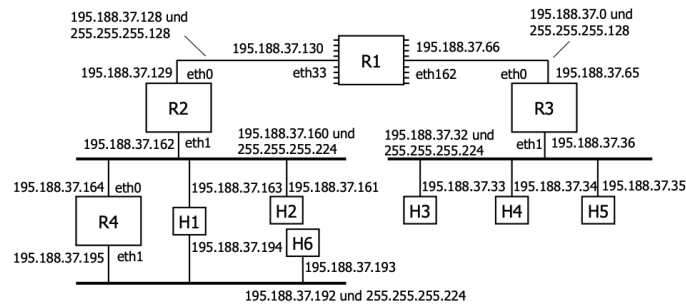 195.188.37.128 und
255.255.255.128
195.188.37.0 und
255.255.255.128
195.188.37.130
R1
195.188.37.66
195.188.37.129
eth0
eth33
eth162
eth0
195.188.37.65
R2
R3
195.188.37.162
eth1
195.188.37.160 und
255.255.255.224
195.188.37.32 und
255.255.255.224
eth1
195.188.37.36
195.188.37.164
eth0
195.188.37.163
195.188.37.161
195.188.37.33
195.188.37.34
195.188.37.35
R4
H1
H2
H3
H4
H5
H6
195.188.37.195
eth1
195.188.37.194
195.188.37.193
195.188.37.192 und 255.255.255.224